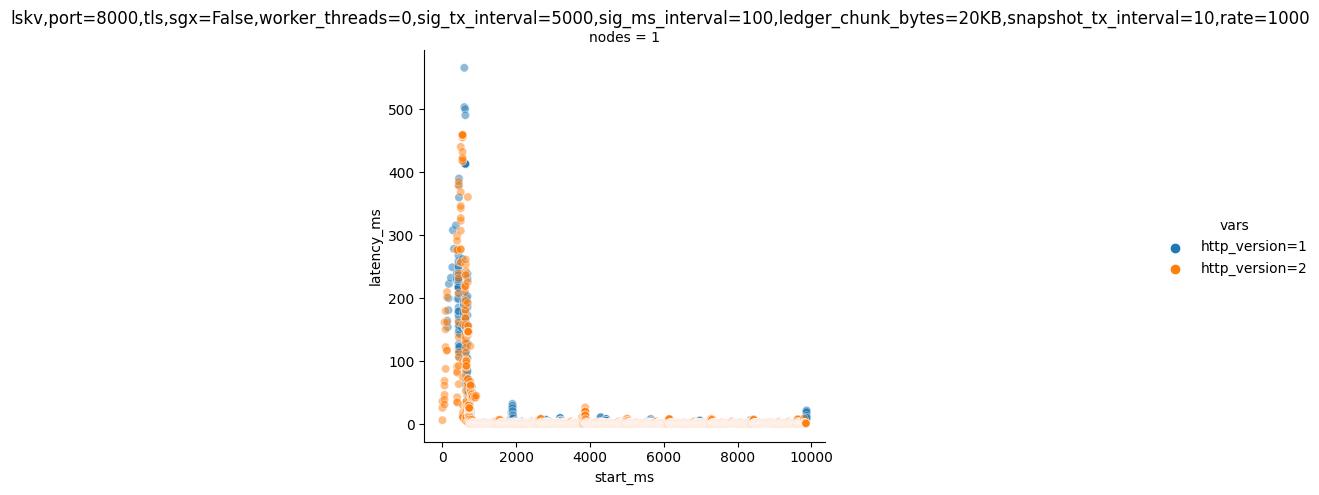 lskv,port=8000,tls,sgx=False,worker_threads=0,sig_tx_interval=5000,sig_ms_interval=100,ledger_chunk_bytes=20KB,snapshot_tx_interval=10,rate=1000
nodes = 1
500
400
300
200
100
0
latency_ms
0 2000 4000 6000 8000 10000
start_ms
vars
http_version=1
http_version=2